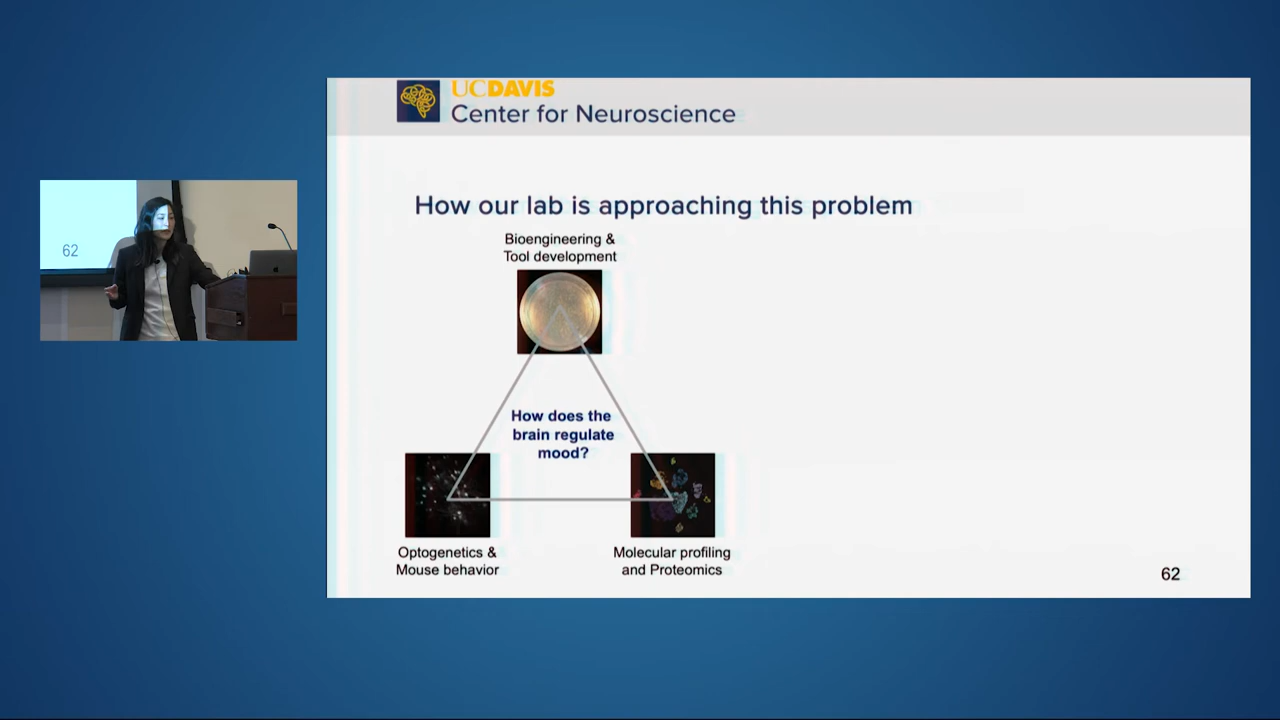 UCDAVIS
Center for Neuroscience
How our lab is approaching this problem
Bioengineering &
Tool development
How does the
brain regulate
mood?
Optogenetics &
Mouse behavior
Molecular profiling
and Proteomics
62
62